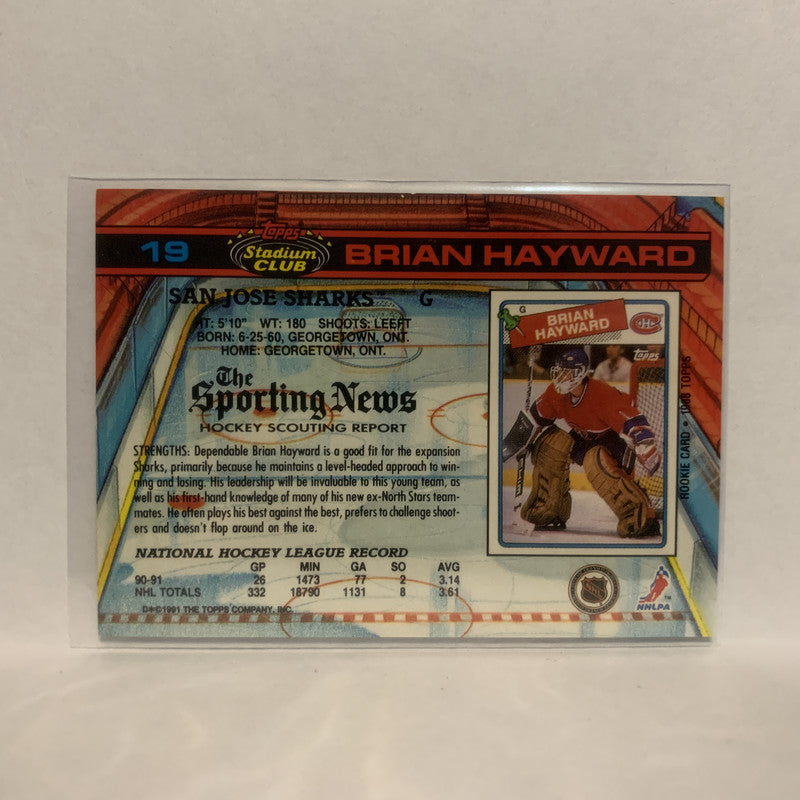 19
Topps
Stadium
CLUB
BRIAN HAYWARD
SAN JOSE SHARKS™ G
HT: 5'10" WT: 180 SHOOTS: LEEFT
BORN: 6-25-60, GEORGETOWN, ONT.
HOME: GEORGETOWN, ONT.
The
Sporting News
HOCKEY SCOUTING REPORT
STRENGTHS: Dependable Brian Hayward is a good fit for the expansion
Sharks, primarily because he maintains a level-headed approach to win-
ning and losing. His leadership will be invaluable to this young team, as
well as his first-hand knowledge of many of his new ex-North Stars team-
mates. He often plays his best against the best, prefers to challenge shoot-
ers and doesn't flop around on the ice.
NATIONAL HOCKEY LEAGUE RECORD
GP MIN GA SO AVG
90-91 26 1473 77 2 3.14
NHL TOTALS 332 18790 1131 8 3.61
D✻©1991 THE TOPPS COMPANY, INC.
G
BRIAN
HAYWARD
Topps
ROOKIE CARD • 1988 TOPPS
NHL
NHLPA™